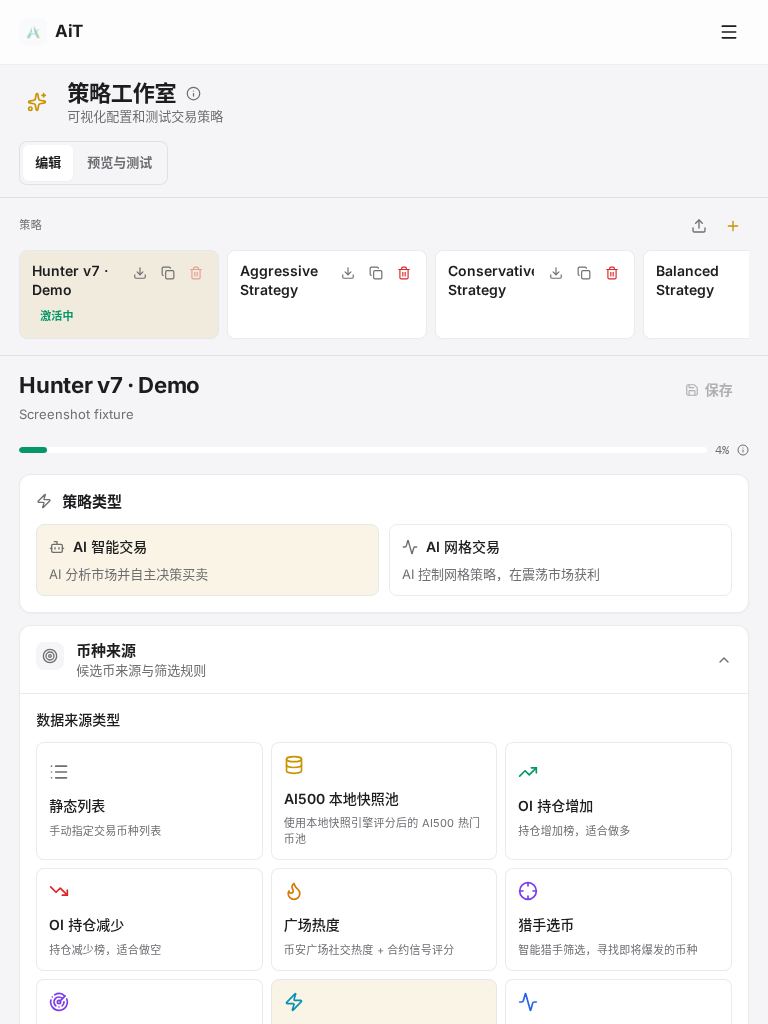 AiT
策略工作室
可视化配置和测试交易策略
编辑
预览与测试
策略
Hunter v7 ·
Demo
激活中
Aggressive
Strategy
Conservative
Strategy
Balanced
Strategy
Hunter v7 · Demo
保存
Screenshot fixture
4%
策略类型
AI 智能交易
AI 分析市场并自主决策买卖
AI 网格交易
AI 控制网格策略，在震荡市场获利
币种来源
候选币来源与筛选规则
数据来源类型
静态列表
手动指定交易币种列表
AI500 本地快照池
使用本地快照引擎评分后的 AI500 热门
币池
OI 持仓增加
持仓增加榜，适合做多
OI 持仓减少
持仓减少榜，适合做空
广场热度
币安广场社交热度 + 合约信号评分
猎手选币
智能猎手筛选，寻找即将爆发的币种